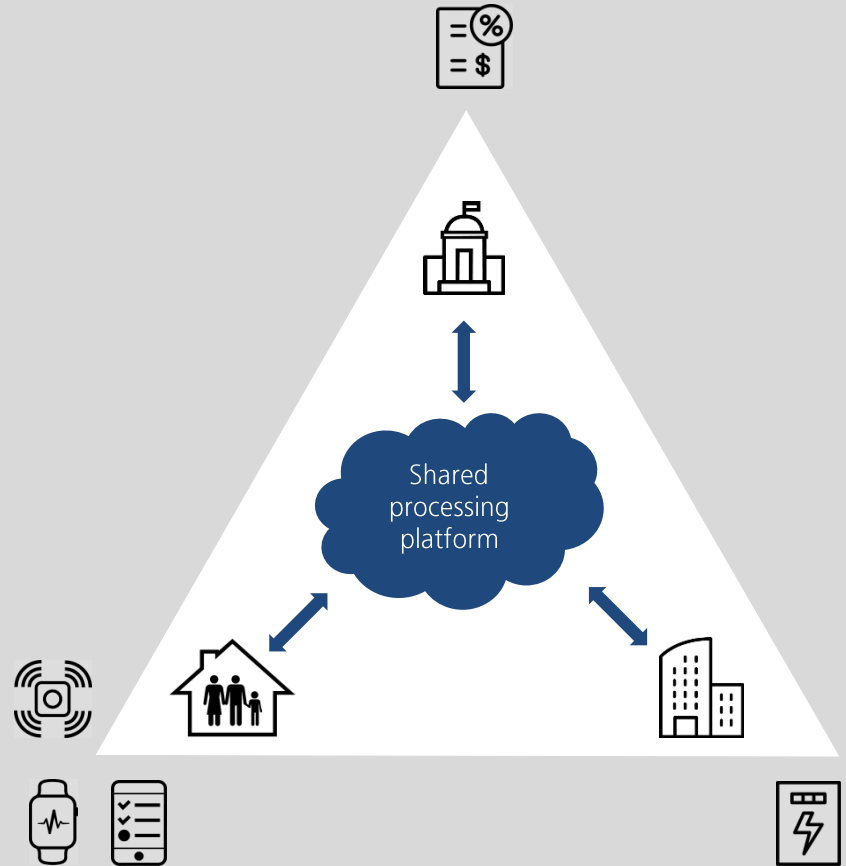 = %
= $
Shared
processing
platform